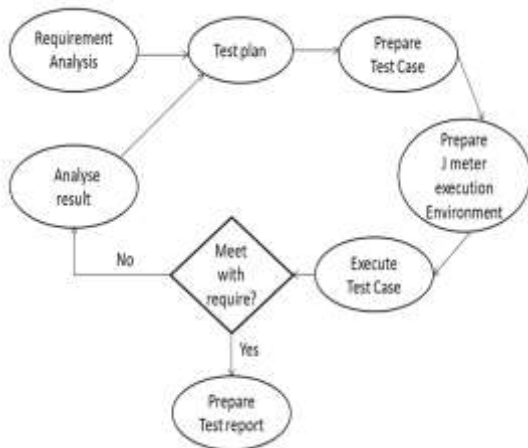 Requirement
Analysis
Test plan
Prepare
Test Case
Prepare
J meter
execution
Environment
Execute
Test Case
Meet
with
require?
No
Analyse
result
Yes
Prepare
Test report